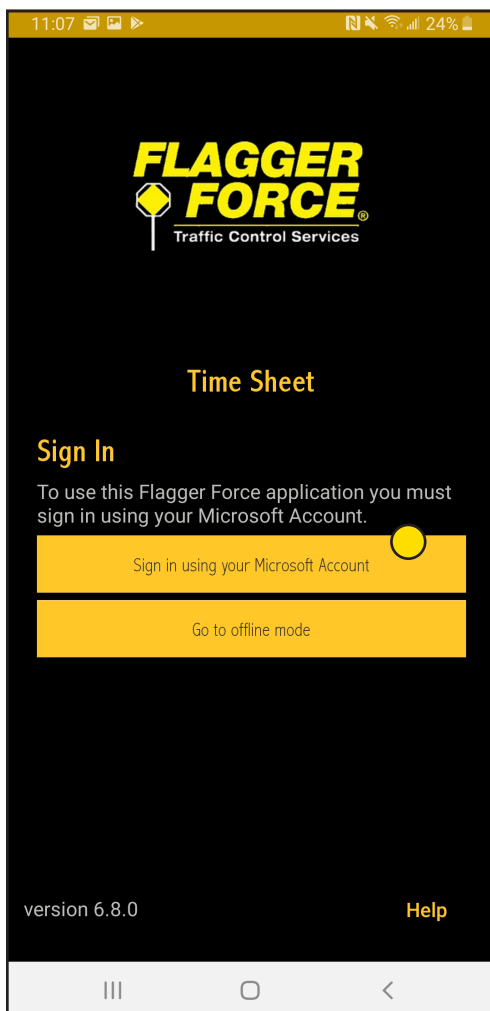 11:07 24%
FLAGGER
FORCE®
Traffic Control Services
Time Sheet
Sign In
To use this Flagger Force application you must
sign in using your Microsoft Account.
Sign in using your Microsoft Account
Go to offline mode
version 6.8.0 Help